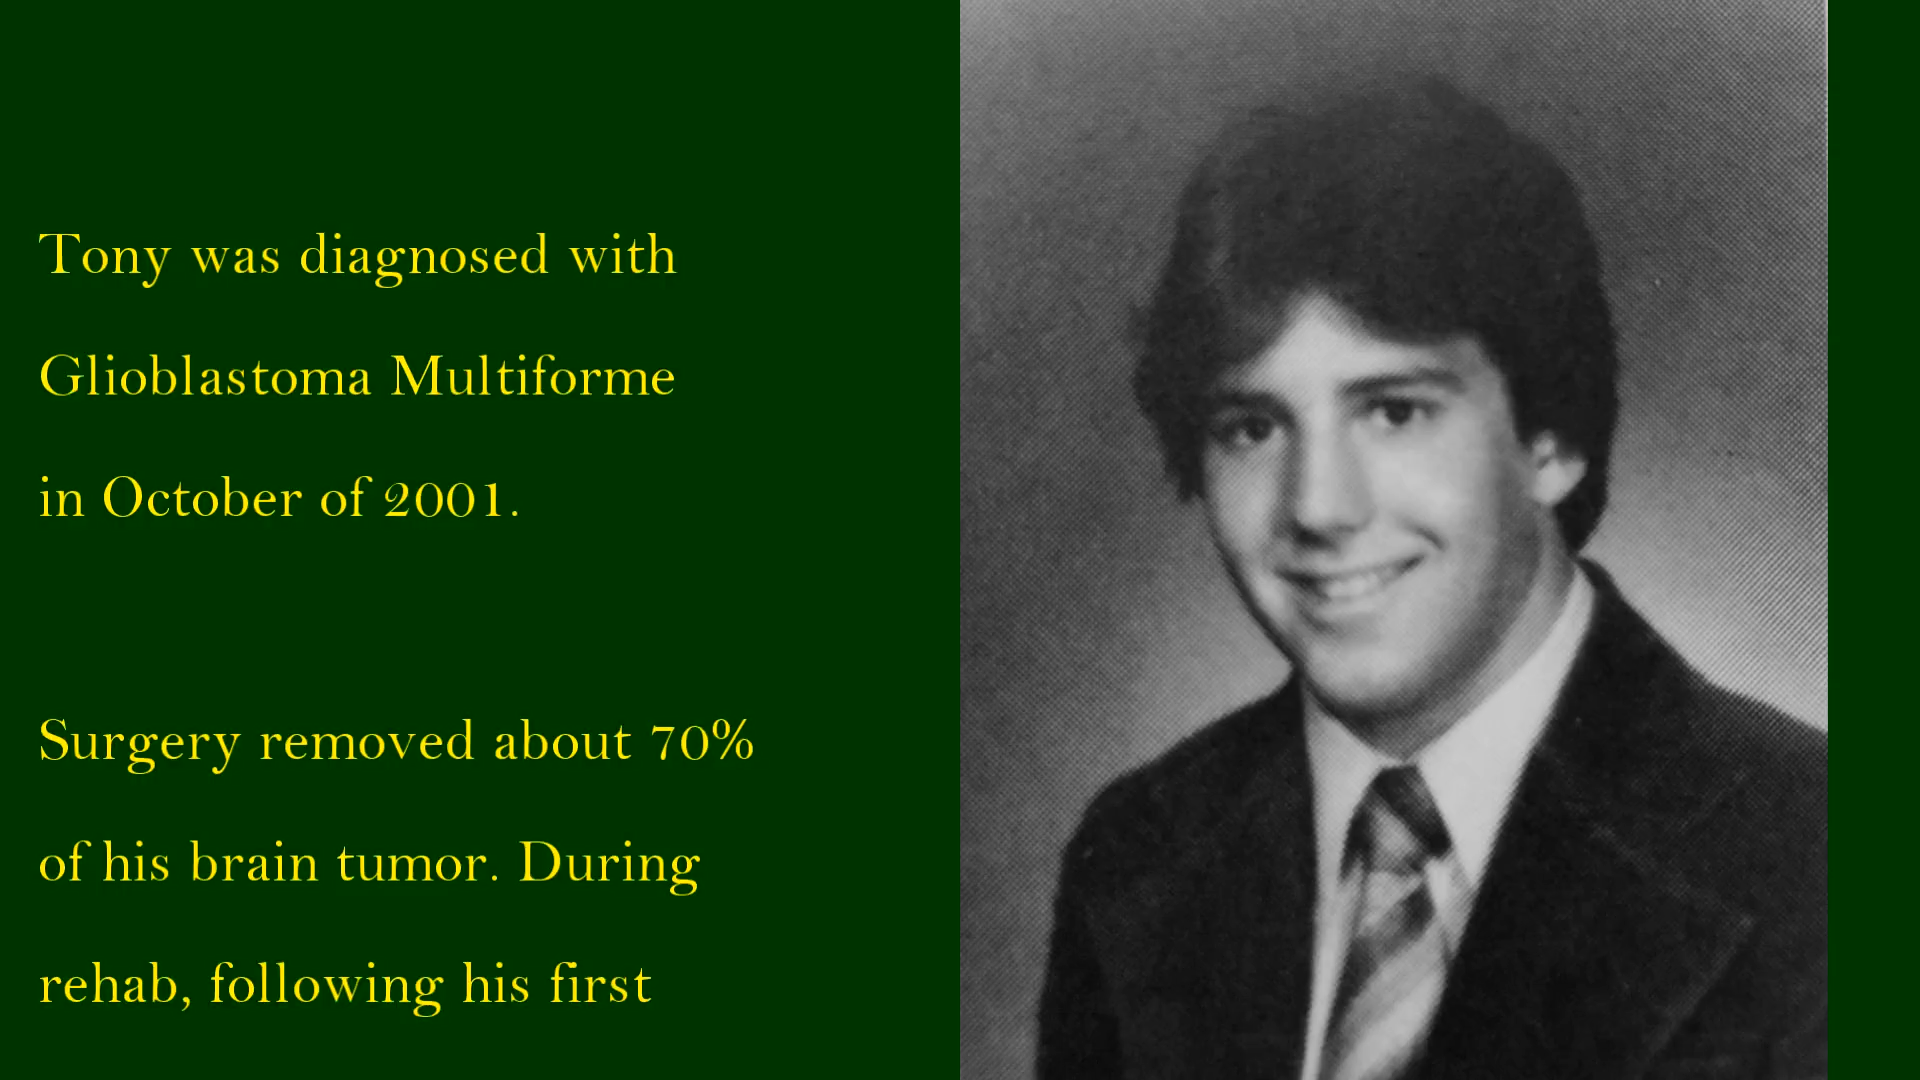 Tony was diagnosed with
Glioblastoma Multiforme
in October of 2001.
Surgery removed about 70%
of his brain tumor. During
rehab, following his first